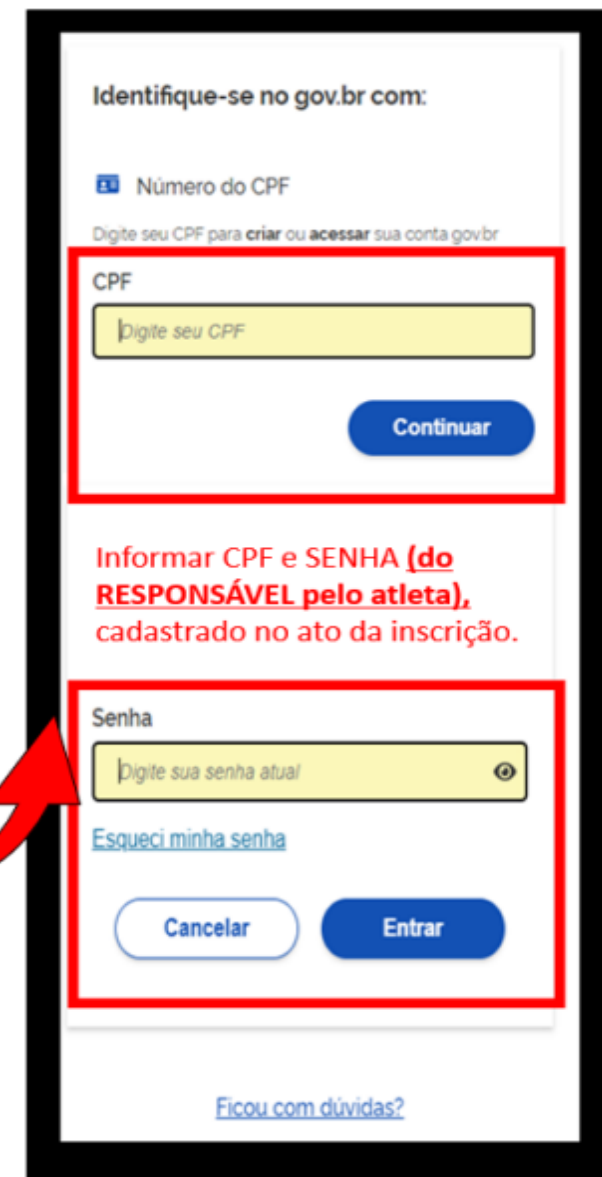 Identifique-se no gov.br com:
Número do CPF
Digite seu CPF para criar ou acessar sua conta gov.br
CPF
Digite seu CPF
Continuar
Informar CPF e SENHA (do
RESPONSÁVEL pelo atleta),
cadastrado no ato da inscrição.
Senha
Digite sua senha atual
Esqueci minha senha
Cancelar
Entrar
Ficou com dúvidas?